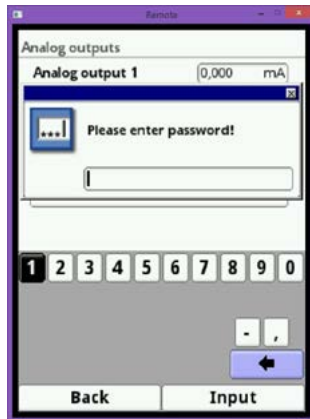 Remote
Analog outputs
Analog output 1 0,000 mA
Please enter password!
1 2 3 4 5 6 7 8 9 0
- ,
Back Input